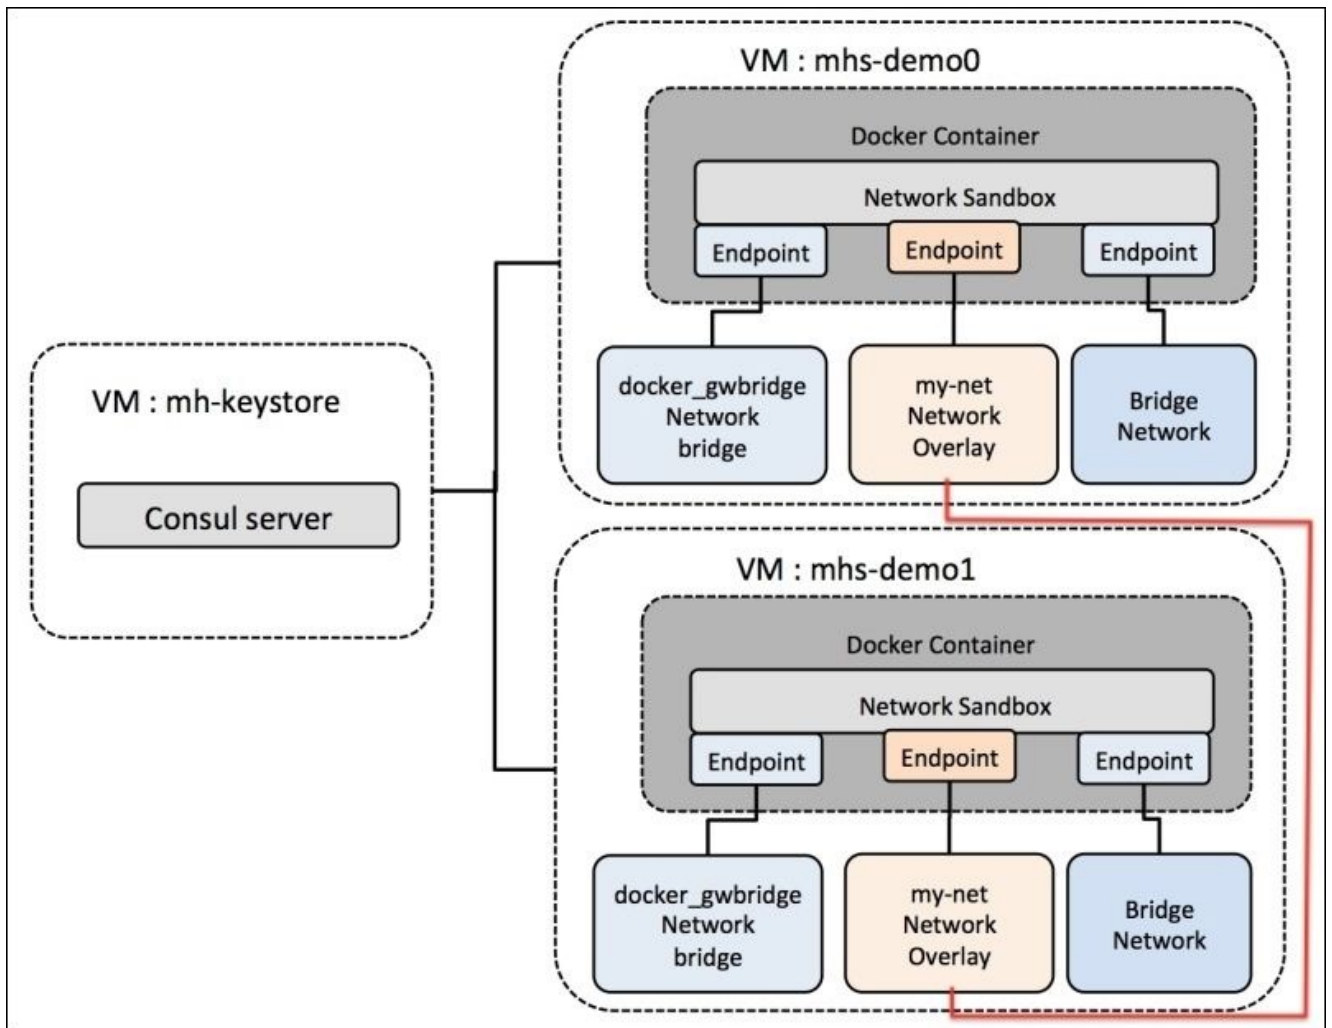 VM : mh-keystore
Consul server
VM : mhs-demo0
Docker Container
Network Sandbox
Endpoint
Endpoint
Endpoint
docker_gwbridge
Network
bridge
my-net
Network
Overlay
Bridge
Network
VM : mhs-demo1
Docker Container
Network Sandbox
Endpoint
Endpoint
Endpoint
docker_gwbridge
Network
bridge
my-net
Network
Overlay
Bridge
Network